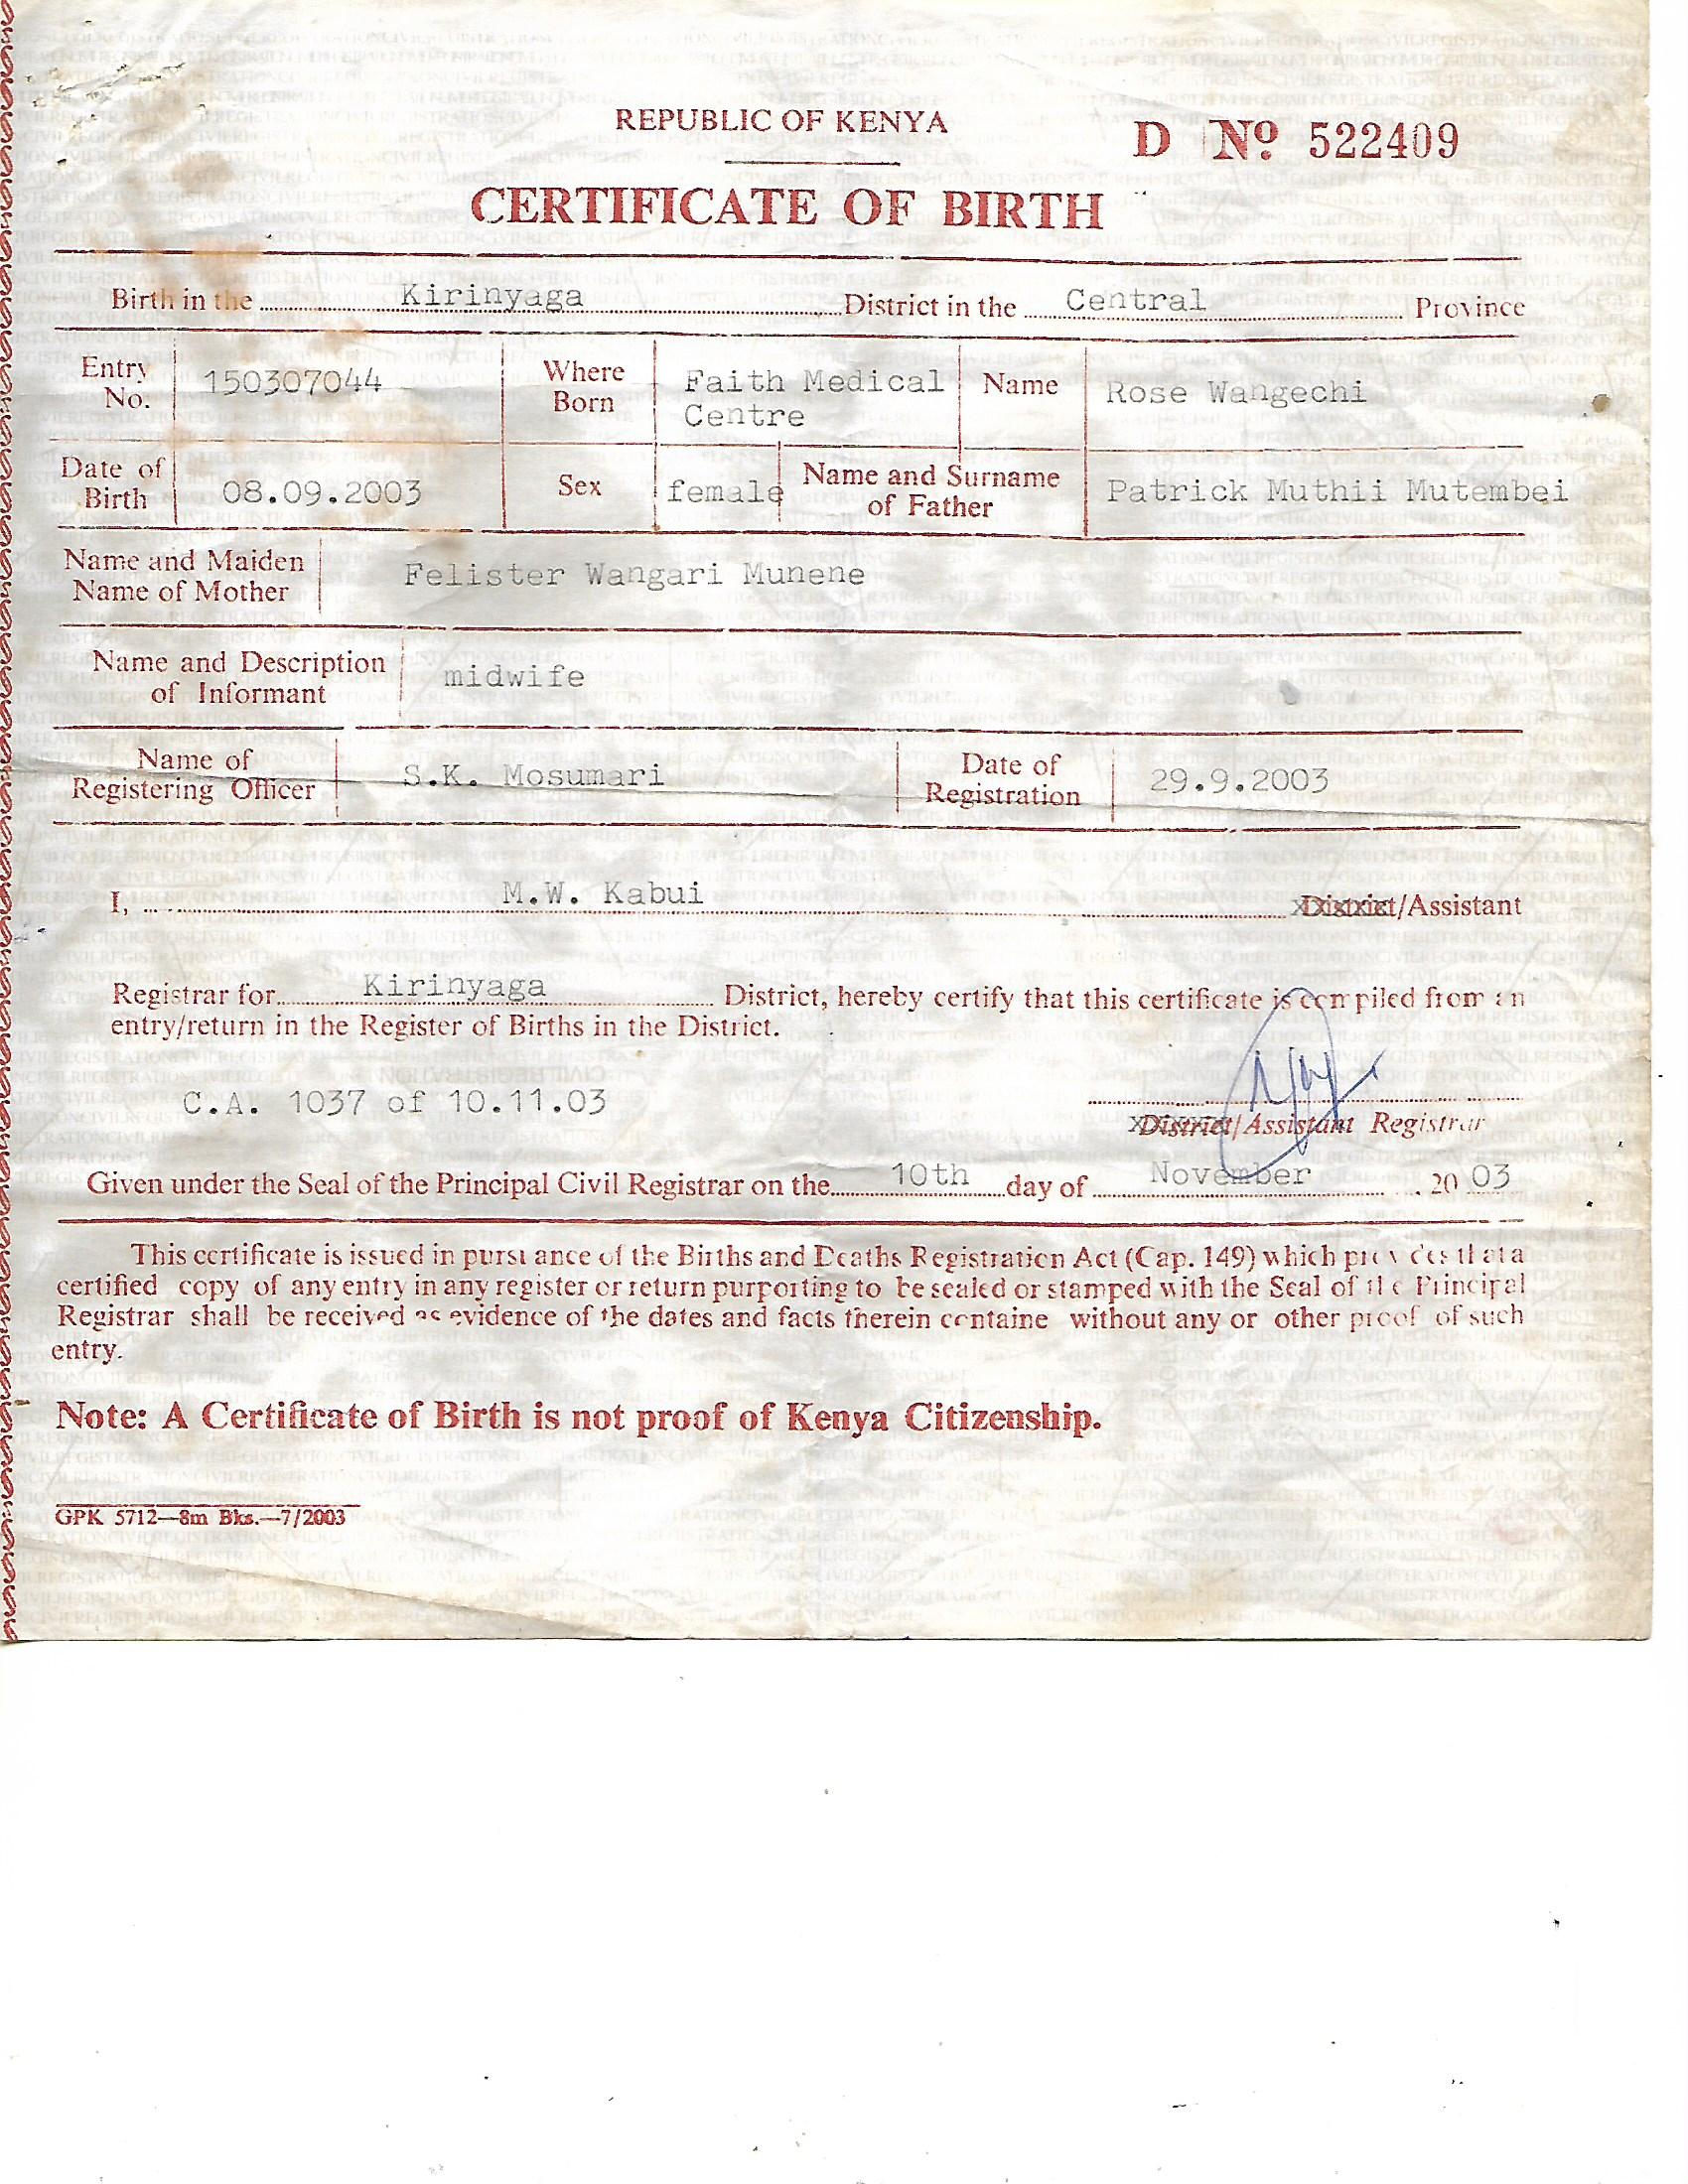 REPUBLIC OF KENYA
D Nº 522409
CERTIFICATE OF BIRTH
Birth in the Kirinyaga District in the Central Province
Entry No. 150307044 Where Born Faith Medical Centre Name Rose Wangechi
Date of Birth 08.09.2003 Sex female Name and Surname of Father Patrick Muthii Mutembei
Name and Maiden Name of Mother Felister Wangari Munene
Name and Description of Informant midwife
Name of Registering Officer S.K. Mosumari Date of Registration 29.9.2003
I, M.W. Kabui District/Assistant
Registrar for Kirinyaga District, hereby certify that this certificate is compiled from an
entry/return in the Register of Births in the District.
CIVIL REGISTRATION
C.A. 1037 of 10.11.03
District/Assistant Registrar
Given under the Seal of the Principal Civil Registrar on the 10th day of November 2003
This certificate is issued in pursuance of the Births and Deaths Registration Act (Cap. 149) which provides that a
certified copy of any entry in any register or return purporting to be sealed or stamped with the Seal of the Principal
Registrar shall be received as evidence of the dates and facts therein containe without any or other proof of such
entry.
Note: A Certificate of Birth is not proof of Kenya Citizenship.
GPK 5712—8m Bks.—7/2003